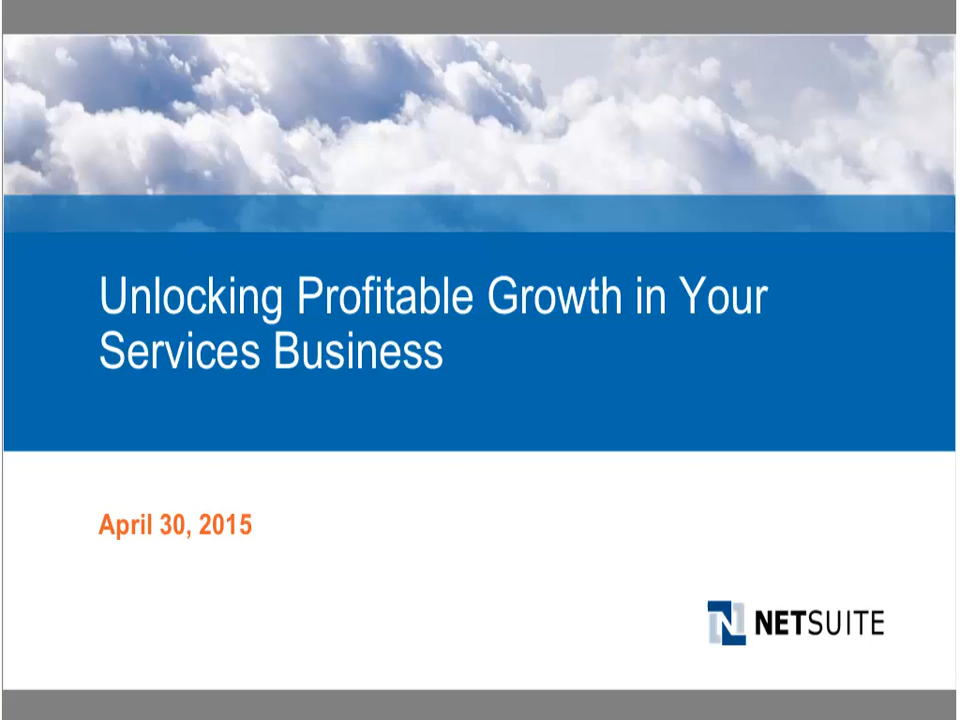 Unlocking Profitable Growth in Your
Services Business
April 30, 2015
NETSUITE